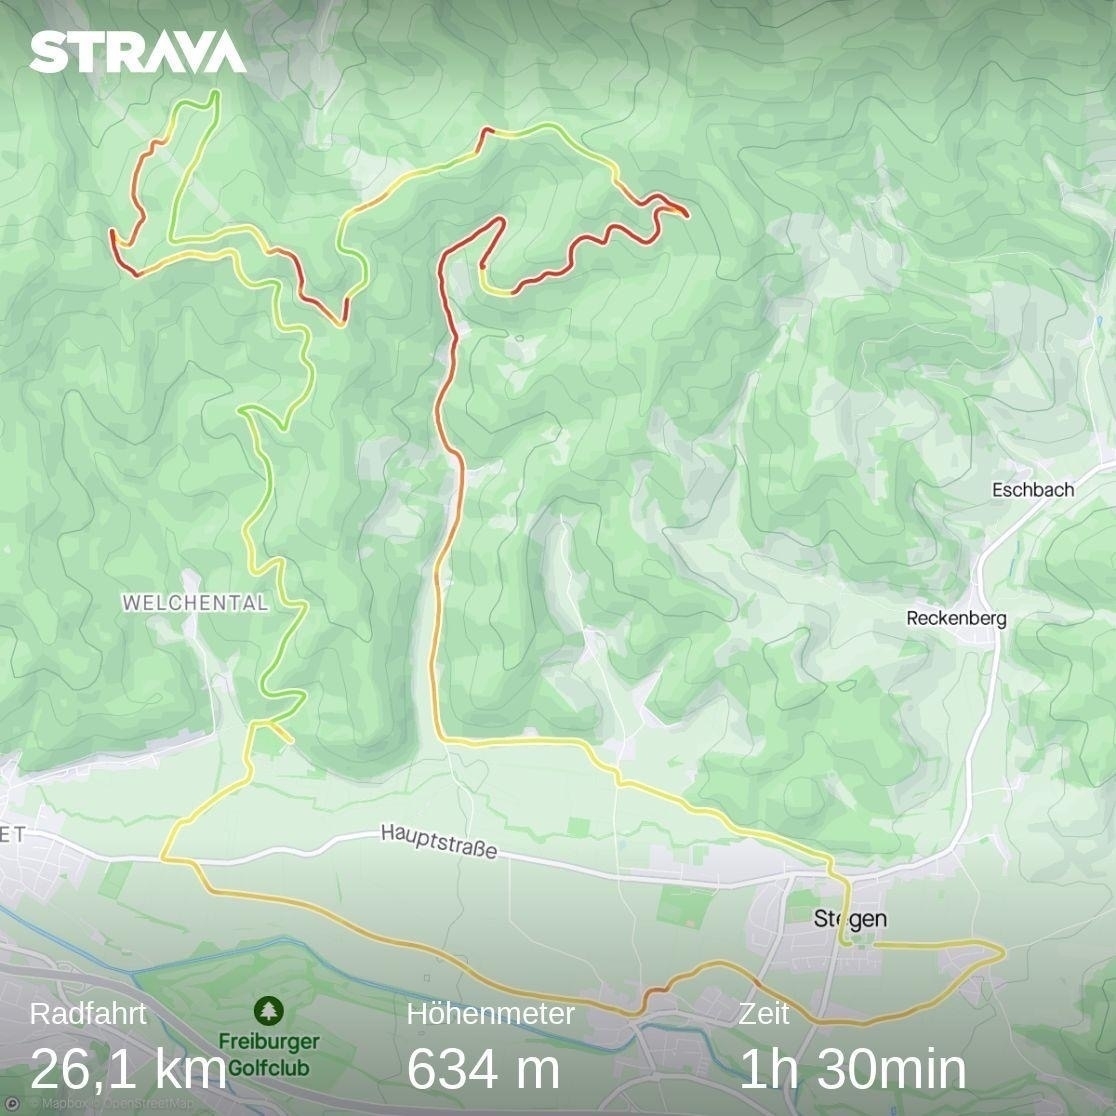 STRAVA
Eschbach
WELCHENTAL
Reckenberg
ET
Hauptstraße
Stegen
Radfahrt
Höhenmeter
Zeit
Freiburger
Golfclub
26,1 km
634 m
1h 30min
© Mapbox © OpenStreetMap